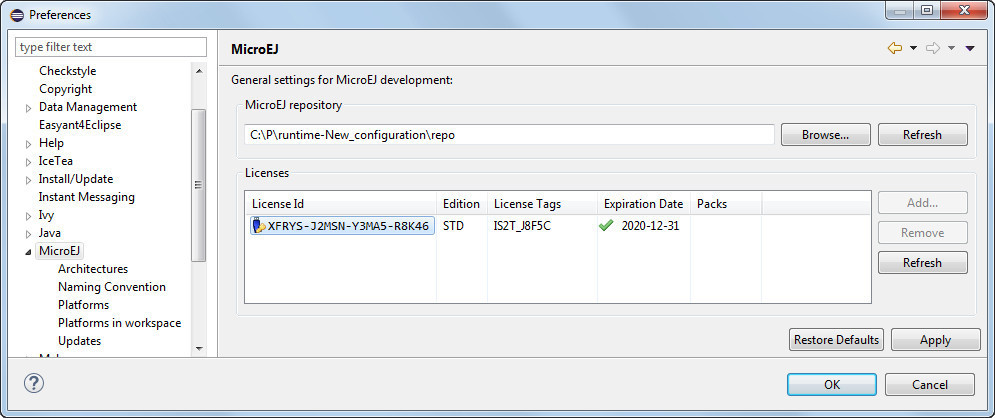 Preferences
type filter text
Checkstyle
Copyright
Data Management
Easyant4Eclipse
Help
IceTea
Install/Update
Instant Messaging
Ivy
Java
MicroEJ
Architectures
Naming Convention
Platforms
Platforms in workspace
Updates
MicroEJ
General settings for MicroEJ development:
MicroEJ repository
C:\P\runtime-New_configuration\repo
Browse...
Refresh
Licenses
License Id Edition License Tags Expiration Date Packs
XFRYS-J2MSN-Y3MA5-R8K46 STD IS2T_J8F5C 2020-12-31
Add...
Remove
Refresh
Restore Defaults
Apply
OK
Cancel